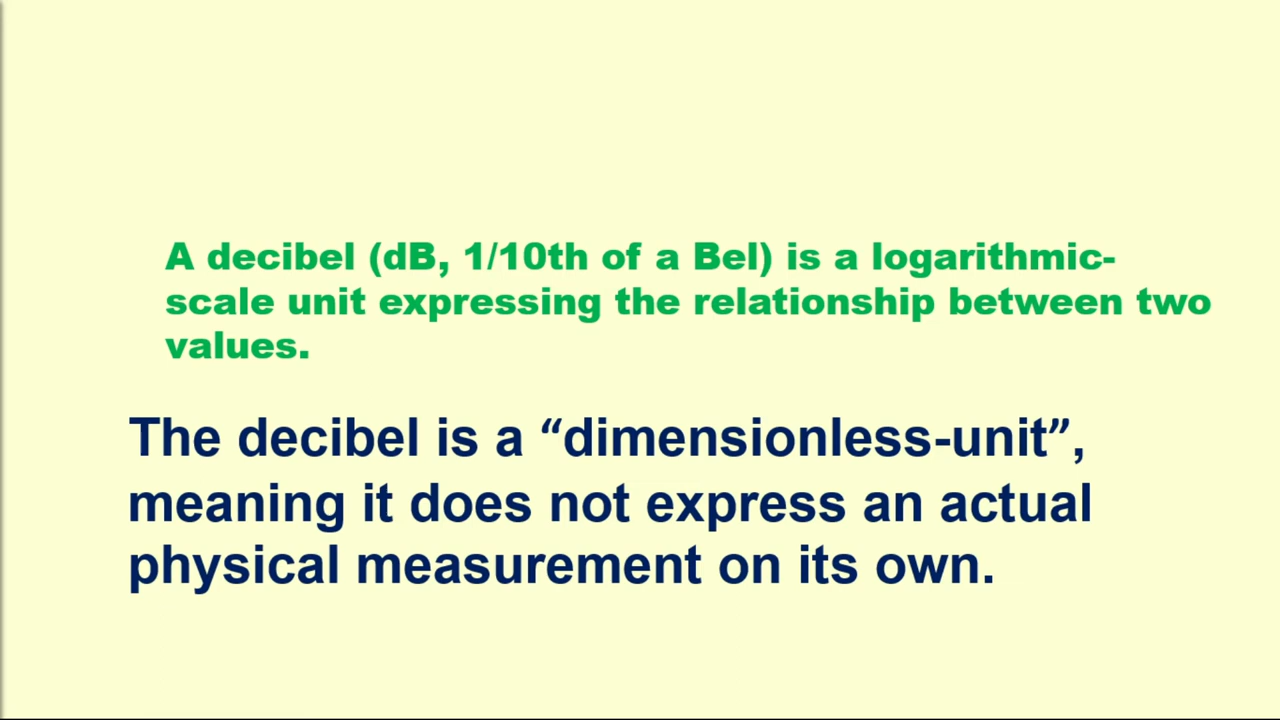 A decibel (dB, 1/10th of a Bel) is a logarithmic-
scale unit expressing the relationship between two
values.
The decibel is a “dimensionless-unit”,
meaning it does not express an actual
physical measurement on its own.